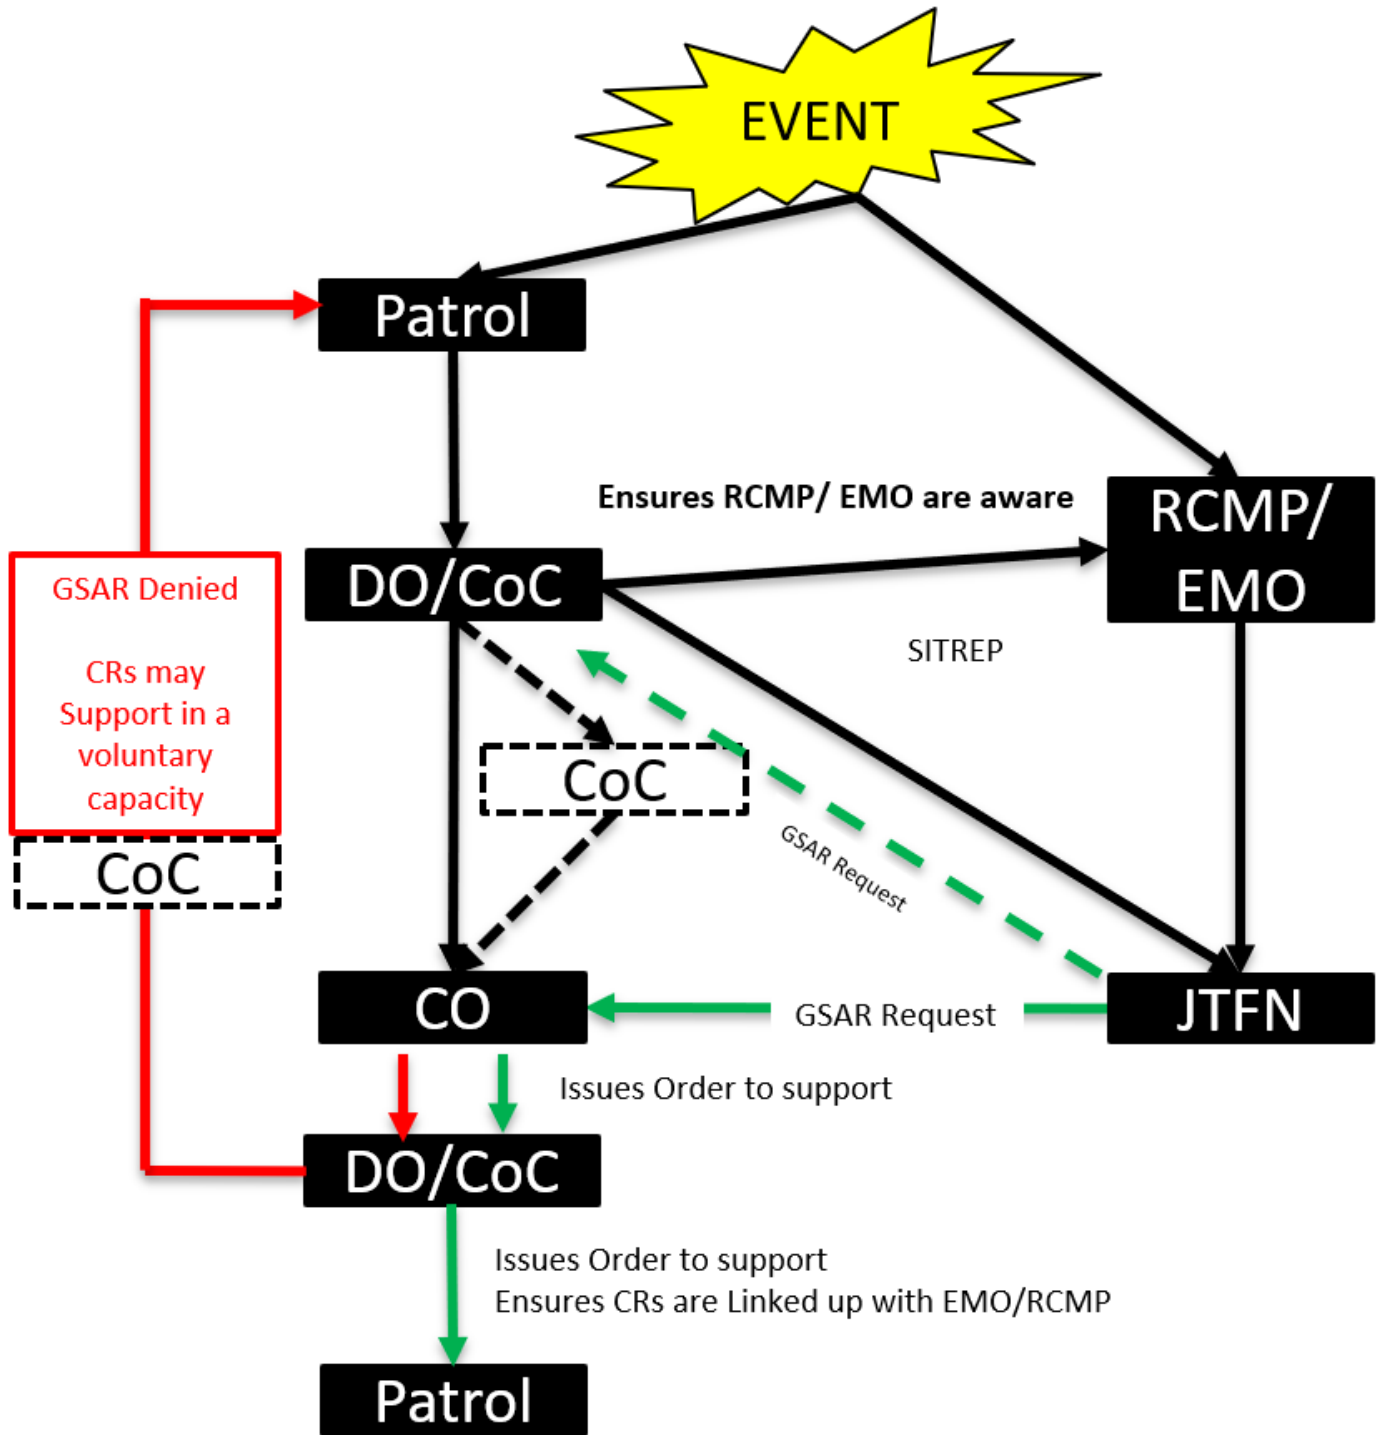 EVENT
Patrol
Ensures RCMP/ EMO are aware
RCMP/
EMO
DO/CoC
SITREP
GSAR Denied
CRs may
Support in a
voluntary
capacity
CoC
CoC
GSAR Request
CO
GSAR Request
JTFN
Issues Order to support
DO/CoC
Issues Order to support
Ensures CRs are Linked up with EMO/RCMP
Patrol